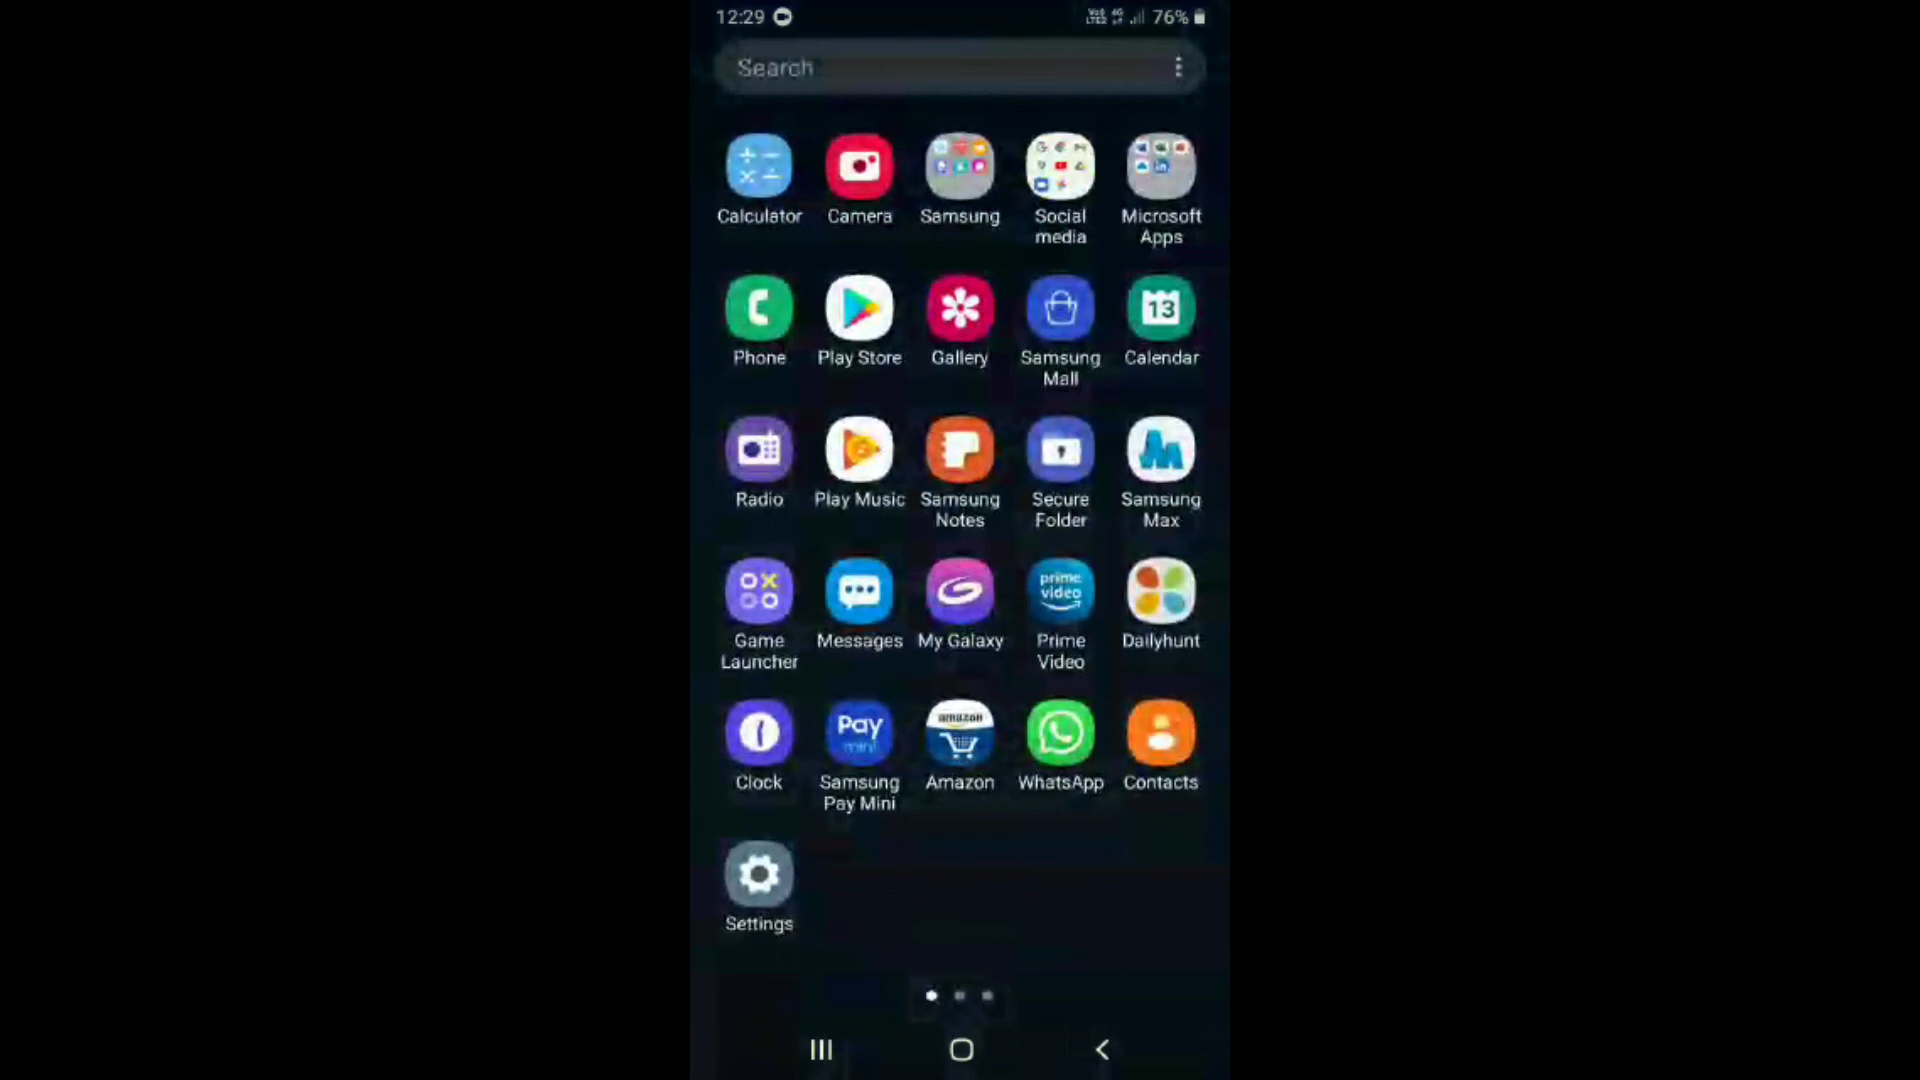 12:29 76%
Search
Calculator Camera Samsung Social media Microsoft Apps
13
Phone Play Store Gallery Samsung Mall Calendar
Radio Play Music Samsung Notes Secure Folder Samsung Max
prime video
Game Launcher Messages My Galaxy Prime Video Dailyhunt
Pay mini amazon
Clock Samsung Pay Mini Amazon WhatsApp Contacts
Settings